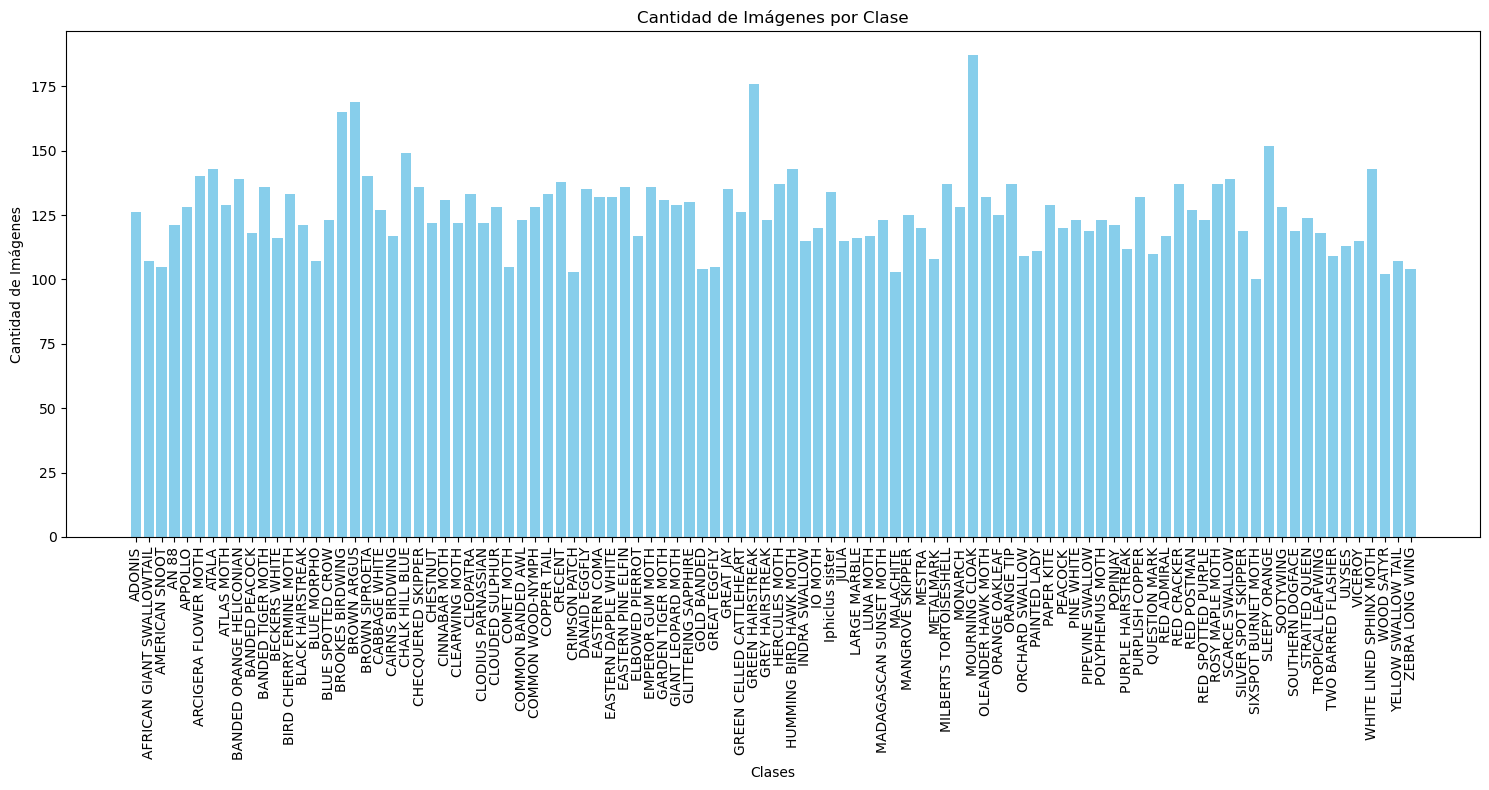 Cantidad de Imágenes por Clase
Cantidad de Imágenes
175
150
125
100
75
50
25
0
ADONIS
AFRICAN GIANT SWALLOWTAIL
AMERICAN SNOOT
AN 88
APPOLLO
ARCIGERA FLOWER MOTH
ATALA
ATLAS MOTH
BANDED ORANGE HELICONIAN
BANDED PEACOCK
BANDED TIGER MOTH
BECKERS WHITE
BIRD CHERRY ERMINE MOTH
BLACK HAIRSTREAK
BLUE MORPHO
BLUE SPOTTED CROW
BROOKES BIRDWING
BROWN ARGUS
BROWN SIPROETA
CABBAGE WHITE
CAIRNS BIRDWING
CHALK HILL BLUE
CHECQUERED SKIPPER
CHESTNUT
CINNABAR MOTH
CLEARWING MOTH
CLEOPATRA
CLODIUS PARNASSIAN
CLOUDED SULPHUR
COMET MOTH
COMMON BANDED AWL
COMMON WOOD-NYMPH
COPPER TAIL
CRECENT
CRIMSON PATCH
DANAID EGGFLY
EASTERN COMA
EASTERN DAPPLE WHITE
EASTERN PINE ELFIN
ELBOWED PIERROT
EMPEROR GUM MOTH
GARDEN TIGER MOTH
GIANT LEOPARD MOTH
GLITTERING SAPPHIRE
GOLD BANDED
GREAT EGGFLY
GREAT JAY
GREEN CELLED CATTLEHEART
GREEN HAIRSTREAK
GREY HAIRSTREAK
HERCULES MOTH
HUMMING BIRD HAWK MOTH
INDRA SWALLOW
IO MOTH
Iphiclus sister
JULIA
LARGE MARBLE
LUNA MOTH
MADAGASCAN SUNSET MOTH
MALACHITE
MANGROVE SKIPPER
MESTRA
METALMARK
MILBERTS TORTOISESHELL
MONARCH
MOURNING CLOAK
OLEANDER HAWK MOTH
ORANGE OAKLEAF
ORANGE TIP
ORCHARD SWALLOW
PAINTED LADY
PAPER KITE
PEACOCK
PINE WHITE
PIPEVINE SWALLOW
POLYPHEMUS MOTH
POPINJAY
PURPLE HAIRSTREAK
PURPLISH COPPER
QUESTION MARK
RED ADMIRAL
RED CRACKER
RED POSTMAN
RED SPOTTED PURPLE
ROSY MAPLE MOTH
SCARCE SWALLOW
SILVER SPOT SKIPPER
SIXSPOT BURNET MOTH
SLEEPY ORANGE
SOOTYWING
SOUTHERN DOGFACE
STRAITED QUEEN
TROPICAL LEAFWING
TWO BARRED FLASHER
ULYSES
VICEROY
WHITE LINED SPHINX MOTH
WOOD SATYR
YELLOW SWALLOW TAIL
ZEBRA LONG WING
Clases